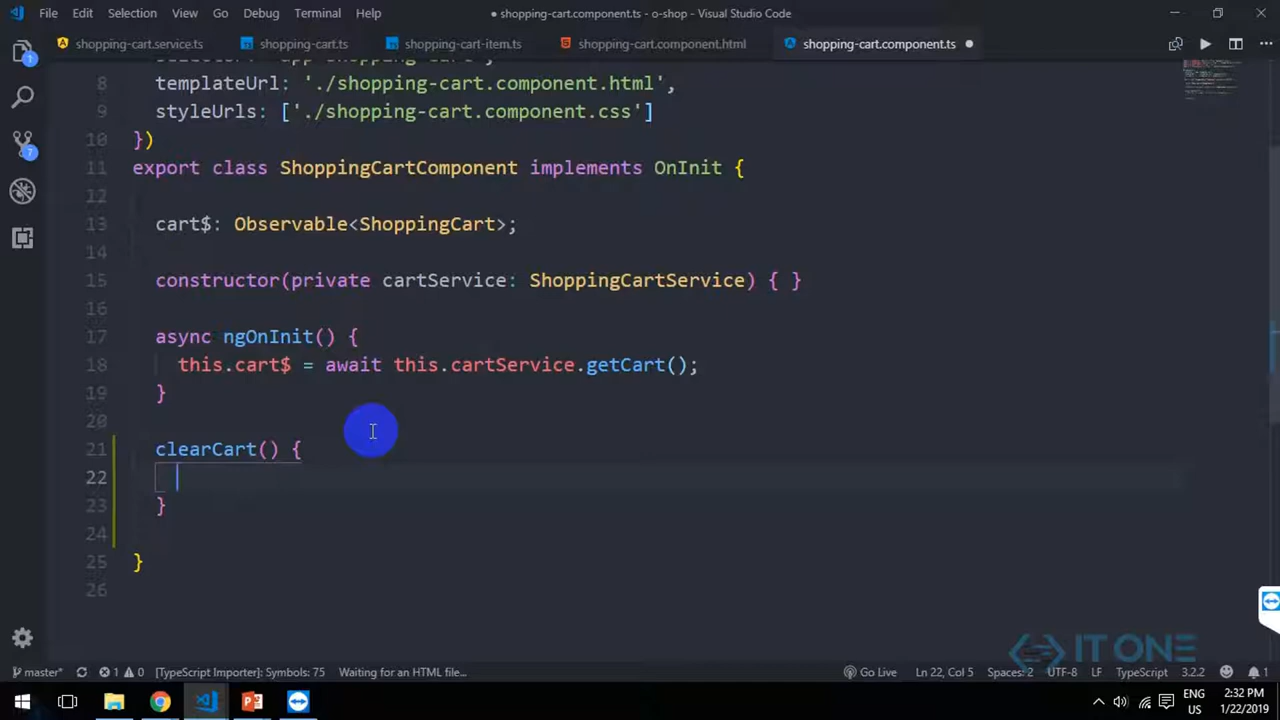 File Edit Selection View Go Debug Terminal Help
● shopping-cart.component.ts - o-shop - Visual Studio Code
shopping-cart.service.ts shopping-cart.ts shopping-cart-item.ts shopping-cart.component.html shopping-cart.component.ts ●
8 templateUrl: './shopping-cart.component.html',
9 styleUrls: ['./shopping-cart.component.css']
10 })
11 export class ShoppingCartComponent implements OnInit {
12
13 cart$: Observable<ShoppingCart>;
14
15 constructor(private cartService: ShoppingCartService) { }
16
17 async ngOnInit() {
18 this.cart$ = await this.cartService.getCart();
19 }
20
21 clearCart() {
22
23 }
24
25 }
26
1
7
IT ONE
master* 1 0 [TypeScript Importer]: Symbols: 75 Waiting for an HTML file... Go Live Ln 22, Col 5 Spaces: 2 UTF-8 LF TypeScript 3.2.2 1
ENG 2:32 PM
US 1/22/2019